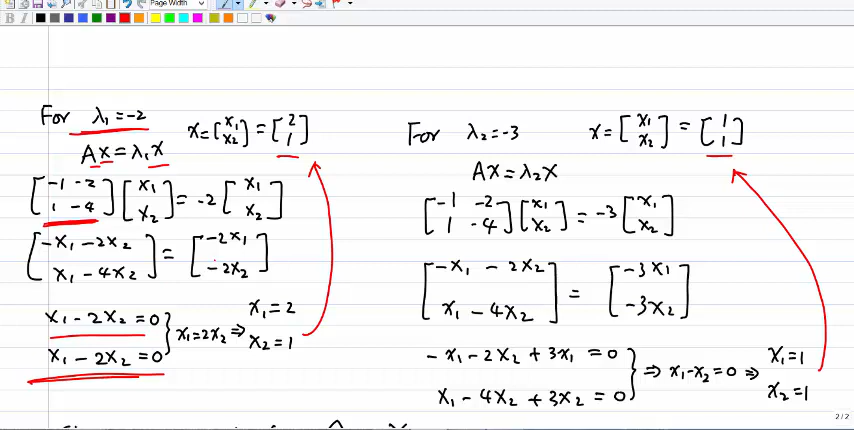 Page Width
B I
For λ₁ = -2
x = [x₁ x₂] = [2 1]
Ax = λ₁x
[-1 -2 1 -4] [x₁ x₂] = -2 [x₁ x₂]
[-x₁ - 2x₂ x₁ - 4x₂] = [-2x₁ -2x₂]
x₁ - 2x₂ = 0
x₁ - 2x₂ = 0
} x₁ = 2x₂ ⇒ x₁ = 2 x₂ = 1
For λ₂ = -3
x = [x₁ x₂] = [1 1]
Ax = λ₂x
[-1 -2 1 -4] [x₁ x₂] = -3 [x₁ x₂]
[-x₁ - 2x₂ x₁ - 4x₂] = [-3x₁ -3x₂]
-x₁ - 2x₂ + 3x₁ = 0
x₁ - 4x₂ + 3x₂ = 0
} ⇒ x₁ - x₂ = 0 ⇒ x₁ = 1 x₂ = 1
2 / 2